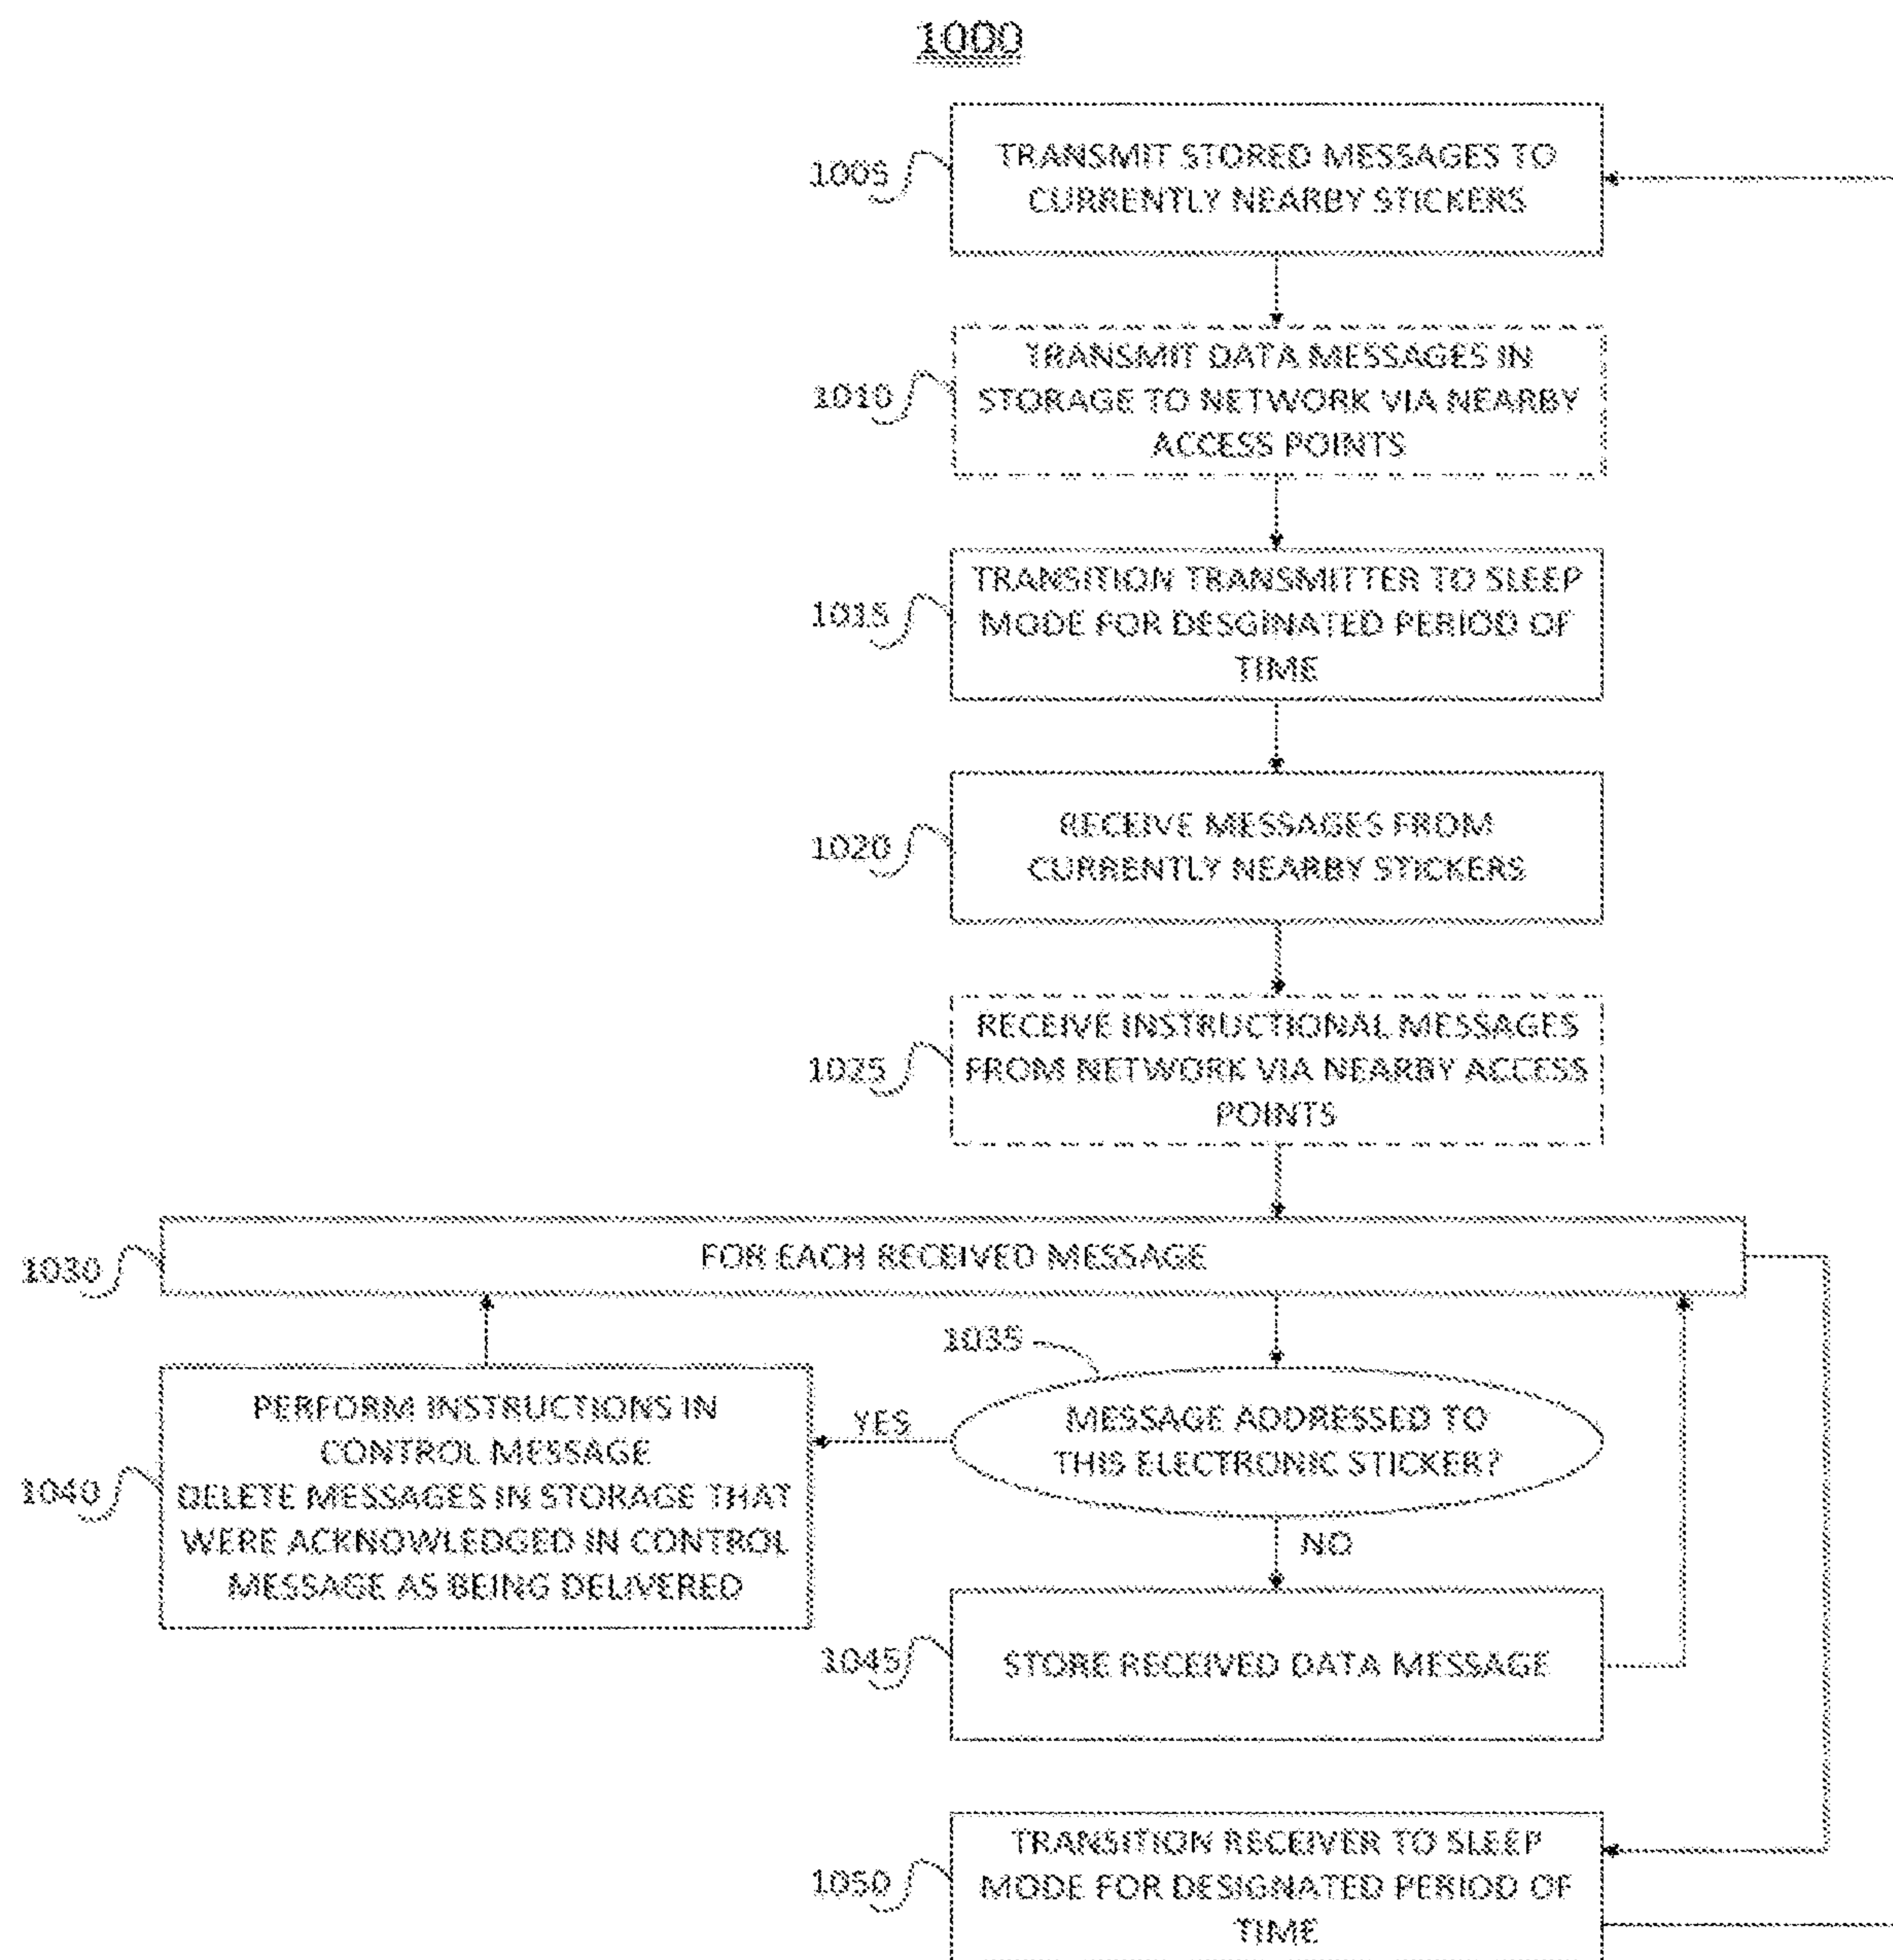 1000
1005
TRANSMIT STORED MESSAGES TO
CURRENTLY NEARBY STICKERS
1010
TRANSMIT DATA MESSAGES IN
STORAGE TO NETWORK VIA NEARBY
ACCESS POINTS
1015
TRANSITION TRANSMITTER TO SLEEP
MODE FOR DESGINATED PERIOD OF
TIME
1020
RECEIVE MESSAGES FROM
CURRENTLY NEARBY STICKERS
1025
RECEIVE INSTRUCTIONAL MESSAGES
FROM NETWORK VIA NEARBY ACCESS
POINTS
1030
FOR EACH RECEIVED MESSAGE
1035
MESSAGE ADDRESSED TO
THIS ELECTRONIC STICKER?
YES
1040
PERFORM INSTRUCTIONS IN
CONTROL MESSAGE
DELETE MESSAGES IN STORAGE THAT
WERE ACKNOWLEDGED IN CONTROL
MESSAGE AS BEING DELIVERED
NO
1045
STORE RECEIVED DATA MESSAGE
1050
TRANSITION RECEIVER TO SLEEP
MODE FOR DESIGNATED PERIOD OF
TIME